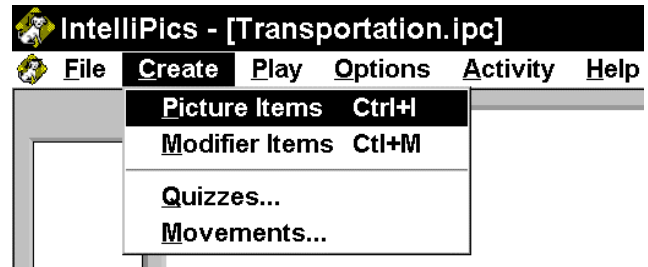 IntelliPics - [Transportation.ipc]
File Create Play Options Activity Help
Picture Items Ctrl+I
Modifier Items Ctl+M
Quizzes...
Movements...